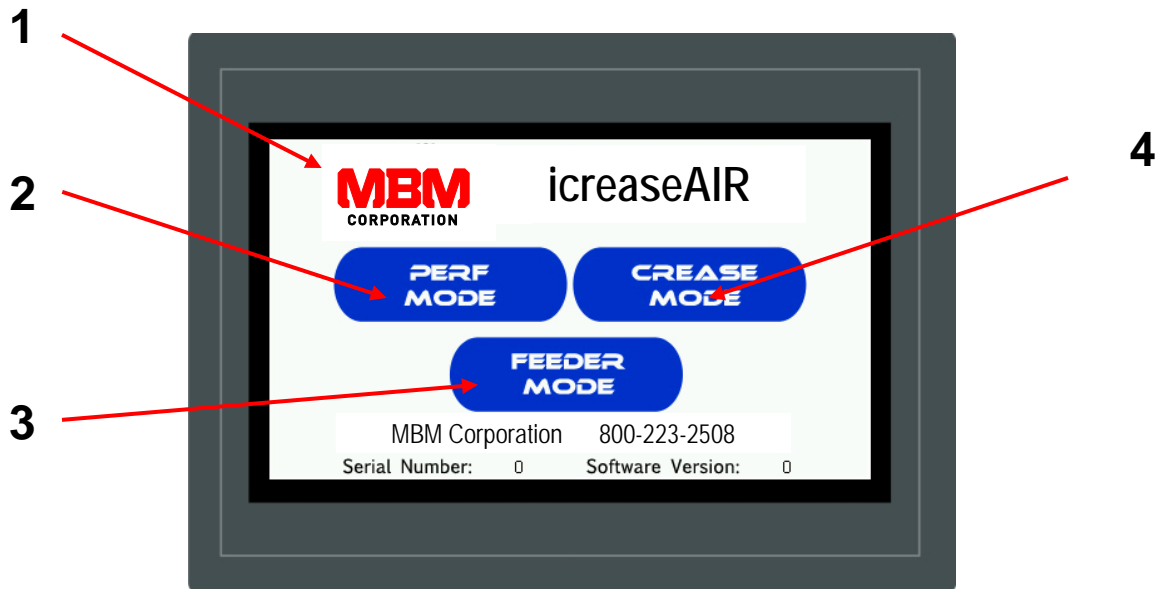 1
4
icreaseAIR
MBM
CORPORATION
2
PERF
MODE
CREASE
MODE
FEEDER
MODE
3
MBM Corporation 800-223-2508
Serial Number: 0 Software Version: 0